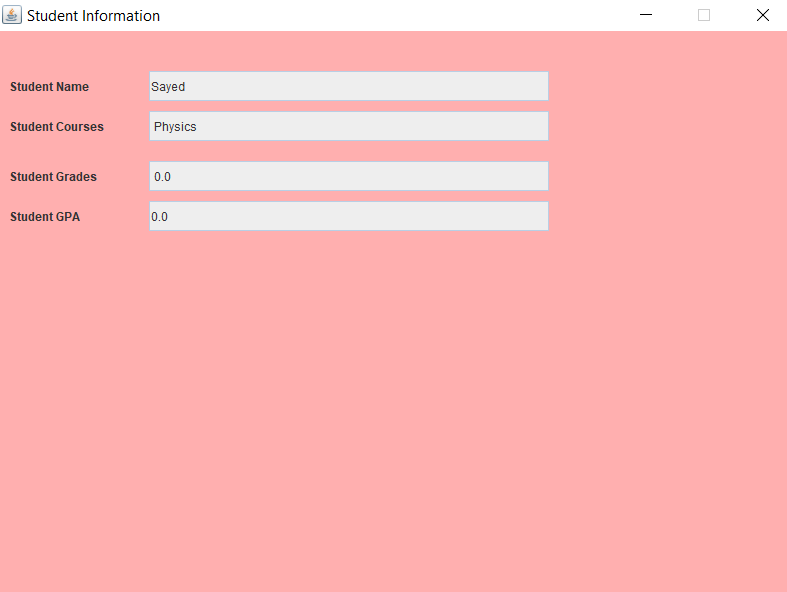 Student Information
Student Name Sayed
Student Courses Physics
Student Grades 0.0
Student GPA 0.0